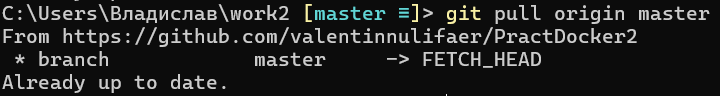 C:\Users\Владислав\work2 [master ≡]> git pull origin master
From https://github.com/valentinnulifaer/PractDocker2
 * branch            master     -> FETCH_HEAD
Already up to date.